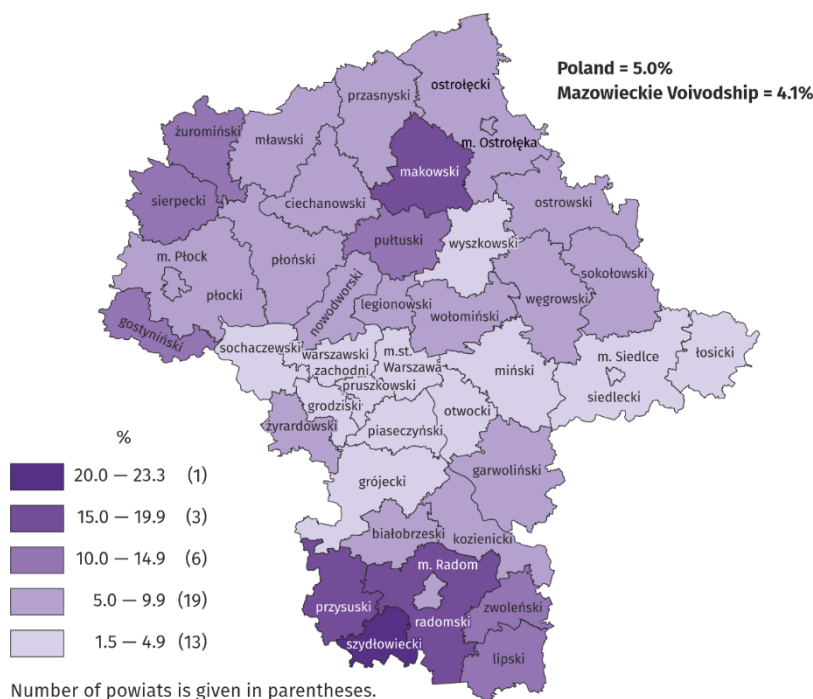 Poland = 5.0%
Mazowieckie Voivodship = 4.1%
ostrołęcki
przasnyski
żuromiński
mławski
m. Ostrołęka
makowski
sierpecki
ciechanowski
ostrowski
pułtuski
wyszkowski
m. Płock
płoński
sokołowski
płocki
nowodworski
legionowski
węgrowski
wołomiński
gostyniński
sochaczewski
warszawski
zachodni
m.st.
Warszawa
m. Siedlce
łosicki
miński
pruszkowski
siedlecki
grodziski
otwocki
żyrardowski
piaseczyński
garwoliński
grójecki
białobrzeski
kozienicki
m. Radom
przysuski
zwoleński
radomski
szydłowiecki
lipski
%
20.0 — 23.3 (1)
15.0 — 19.9 (3)
10.0 — 14.9 (6)
5.0 — 9.9 (19)
1.5 — 4.9 (13)
Number of powiats is given in parentheses.